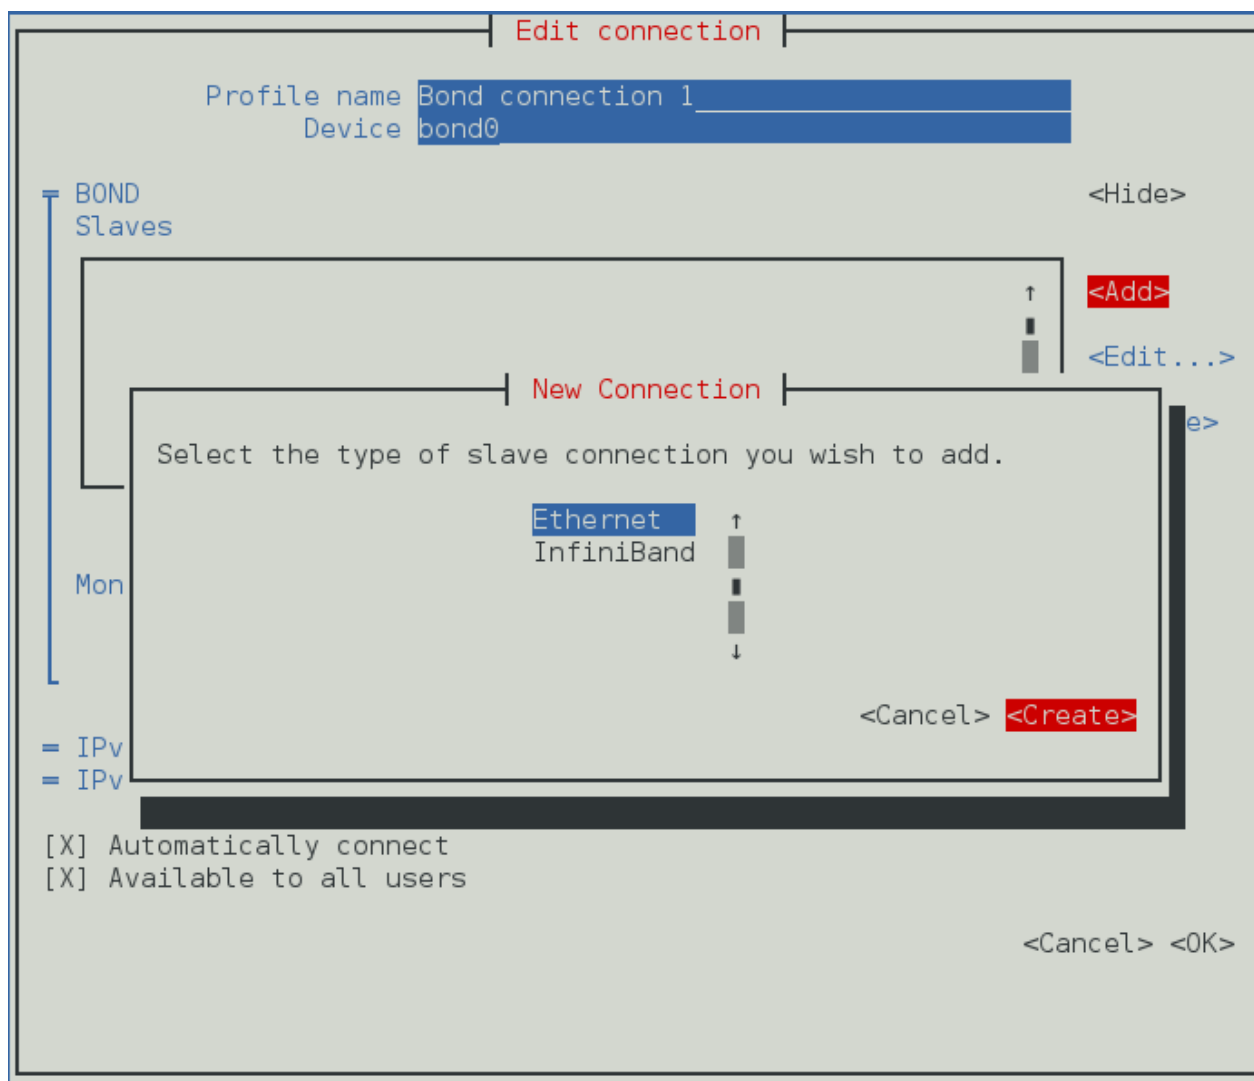 Edit connection
Profile name Bond connection 1
Device bond0
BOND <Hide>
Slaves
↑ <Add>
<Edit...>
New Connection
e>
Select the type of slave connection you wish to add.
Ethernet ↑
InfiniBand
Mon
↓
<Cancel> <Create>
= IPv
= IPv
[X] Automatically connect
[X] Available to all users
<Cancel> <OK>